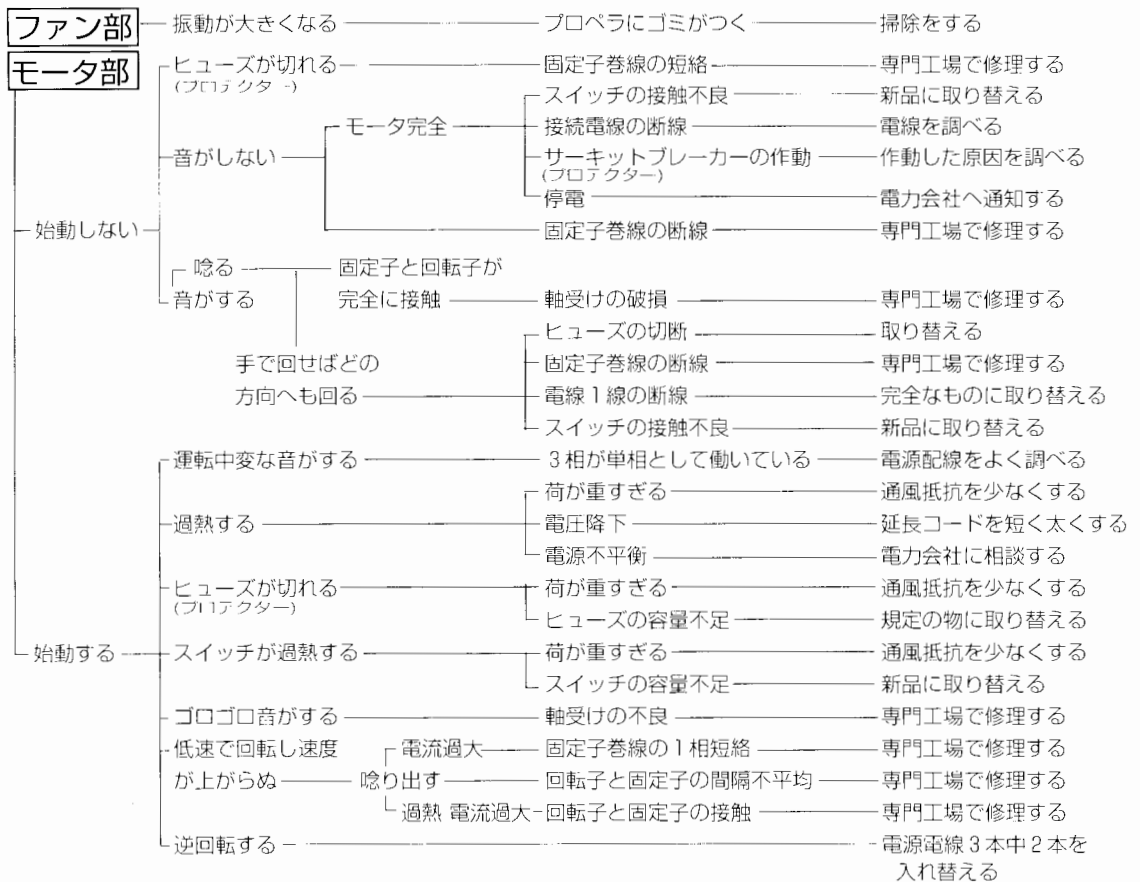 ファン部 振動が大きくなる プロペラにゴミがつく 掃除をする
モータ部
ヒューズが切れる 固定子巻線の短絡 専門工場で修理する
(プロテクター)
スイッチの接触不良 新品に取り替える
モータ完全 接続電線の断線 電線を調べる
音がしない サーキットブレーカーの作動 作動した原因を調べる
(プロテクター)
停電 電力会社へ通知する
始動しない 固定子巻線の断線 専門工場で修理する
唸る 固定子と回転子が
音がする 完全に接触 軸受けの破損 専門工場で修理する
ヒューズの切断 取り替える
手で回せばどの 固定子巻線の断線 専門工場で修理する
方向へも回る 電線1線の断線 完全なものに取り替える
スイッチの接触不良 新品に取り替える
運転中変な音がする 3相が単相として働いている 電源配線をよく調べる
荷が重すぎる 通風抵抗を少なくする
過熱する 電圧降下 延長コードを短く太くする
電源不平衡 電力会社に相談する
ヒューズが切れる 荷が重すぎる 通風抵抗を少なくする
(プロテクター)
ヒューズの容量不足 規定の物に取り替える
始動する スイッチが過熱する 荷が重すぎる 通風抵抗を少なくする
スイッチの容量不足 新品に取り替える
ゴロゴロ音がする 軸受けの不良 専門工場で修理する
低速で回転し速度 電流過大 固定子巻線の1相短絡 専門工場で修理する
が上がらぬ 唸り出す 回転子と固定子の間隔不平均 専門工場で修理する
過熱 電流過大 回転子と固定子の接触 専門工場で修理する
逆回転する 電源電線3本中2本を
入れ替える